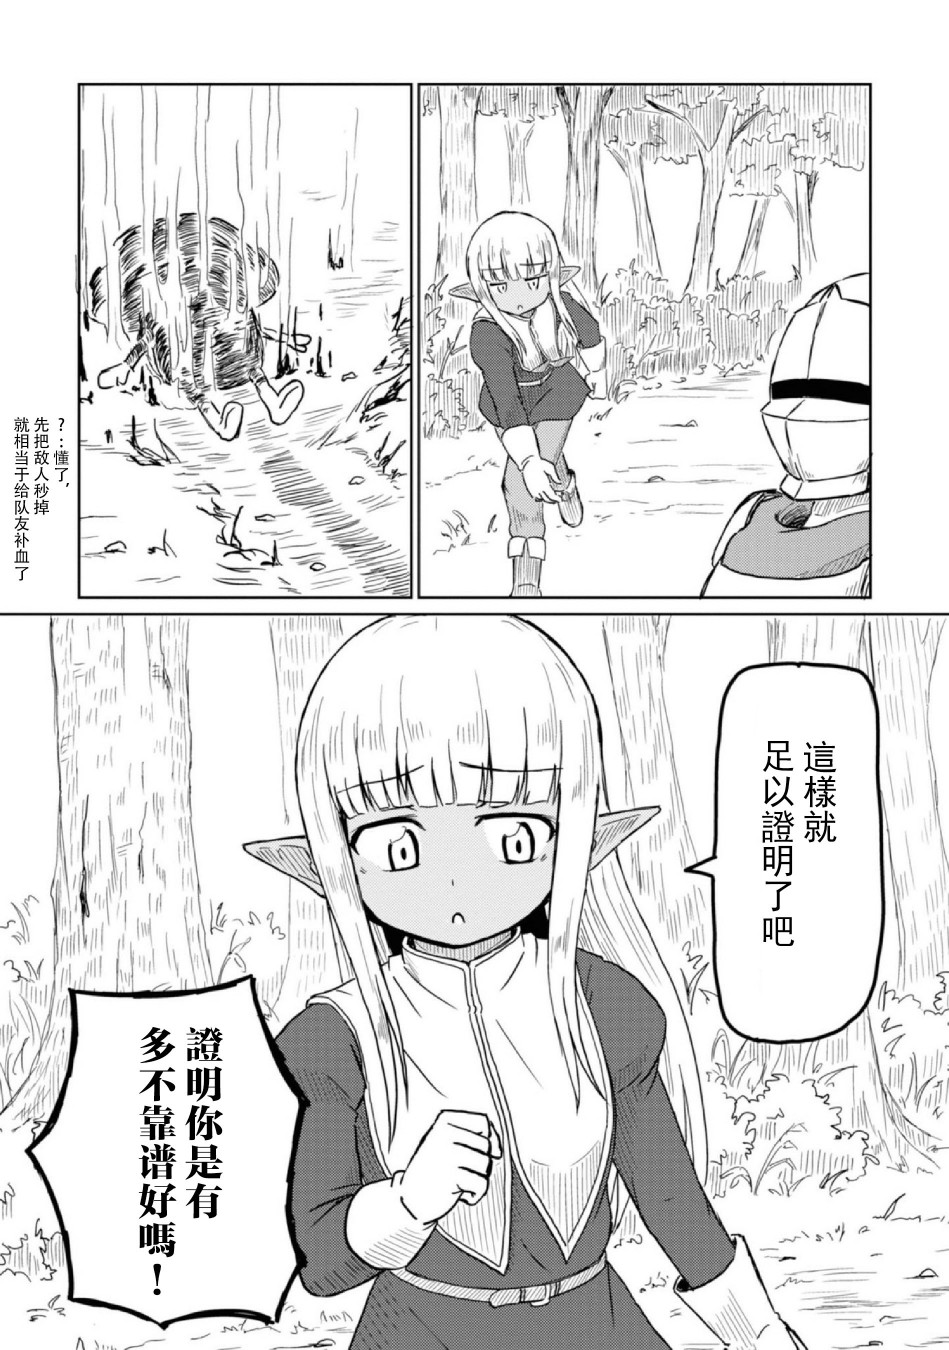 ？：懂了，
先把敌人秒掉
就相当于给队友补血了
這樣就
足以證明了吧
證明你是有
多不靠谱好嗎！